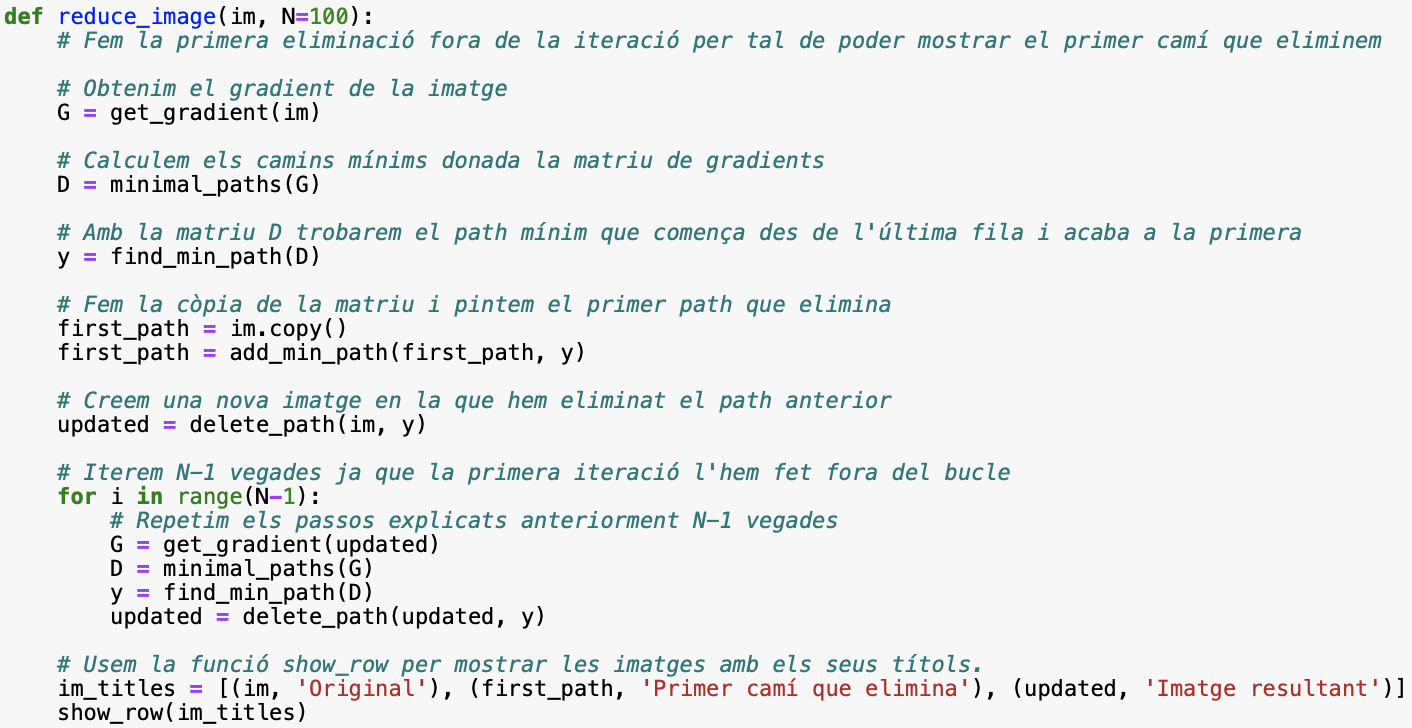 def reduce_image(im, N=100):
    # Fem la primera eliminació fora de la iteració per tal de poder mostrar el primer camí que eliminem
    # Obtenim el gradient de la imatge
    G = get_gradient(im)
    # Calculem els camins mínims donada la matriu de gradients
    D = minimal_paths(G)
    # Amb la matriu D trobarem el path mínim que comença des de l'última fila i acaba a la primera
    y = find_min_path(D)
    # Fem la còpia de la matriu i pintem el primer path que elimina
    first_path = im.copy()
    first_path = add_min_path(first_path, y)
    # Creem una nova imatge en la que hem eliminat el path anterior
    updated = delete_path(im, y)
    # Iterem N-1 vegades ja que la primera iteració l'hem fet fora del bucle
    for i in range(N-1):
        # Repetim els passos explicats anteriorment N-1 vegades
        G = get_gradient(updated)
        D = minimal_paths(G)
        y = find_min_path(D)
        updated = delete_path(updated, y)
    # Usem la funció show_row per mostrar les imatges amb els seus títols.
    im_titles = [(im, 'Original'), (first_path, 'Primer camí que elimina'), (updated, 'Imatge resultant')]
    show_row(im_titles)